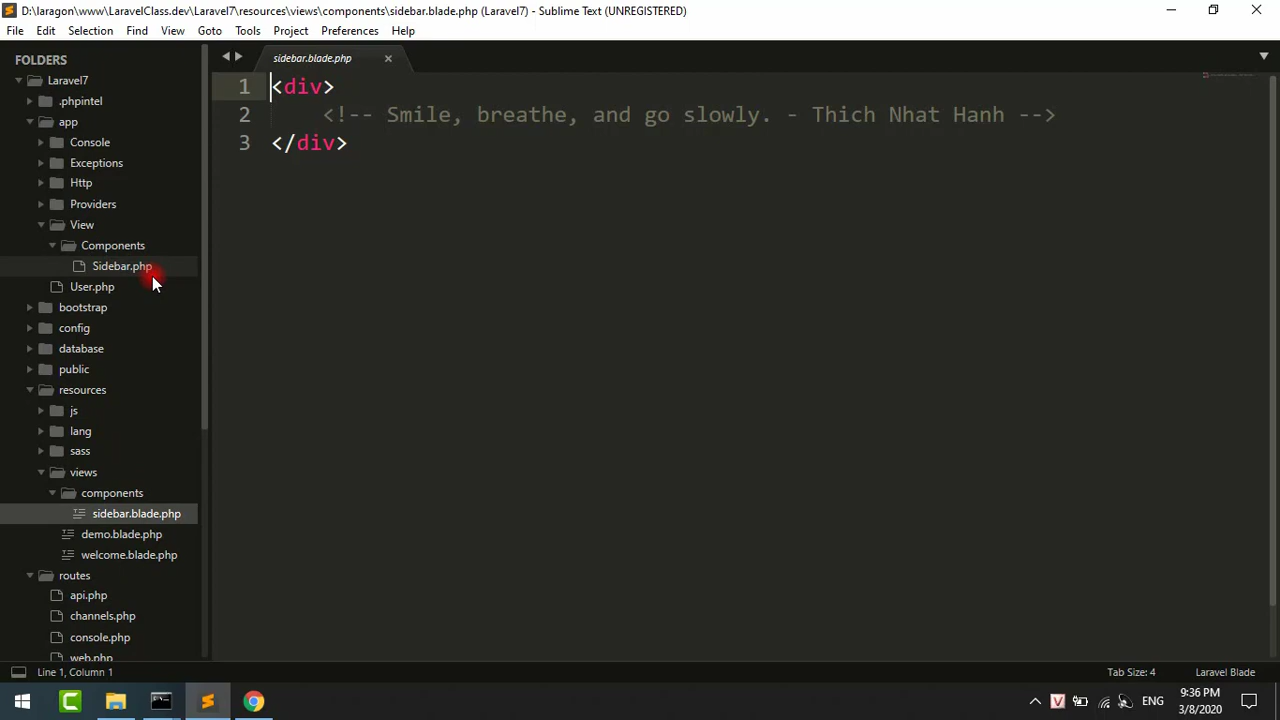 D:\laragon\www\LaravelClass.dev\Laravel7\resources\views\components\sidebar.blade.php (Laravel7) - Sublime Text (UNREGISTERED)
File Edit Selection Find View Goto Tools Project Preferences Help
FOLDERS
Laravel7
.phpintel
app
Console
Exceptions
Http
Providers
View
Components
Sidebar.php
User.php
bootstrap
config
database
public
resources
js
lang
sass
views
components
sidebar.blade.php
demo.blade.php
welcome.blade.php
routes
api.php
channels.php
console.php
web.php
sidebar.blade.php
1 <div>
2 <!-- Smile, breathe, and go slowly. - Thich Nhat Hanh -->
3 </div>
Line 1, Column 1
Tab Size: 4
Laravel Blade
C
V
ENG
9:36 PM
3/8/2020